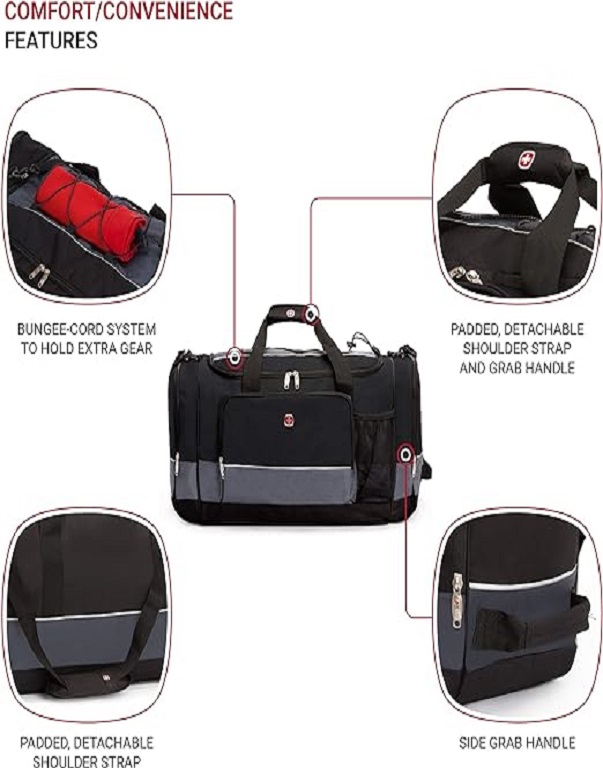 COMFORT/CONVENIENCE
FEATURES
BUNGEE-CORD SYSTEM
TO HOLD EXTRA GEAR
PADDED, DETACHABLE
SHOULDER STRAP
AND GRAB HANDLE
PADDED, DETACHABLE
SHOULDER STRAP
SIDE GRAB HANDLE